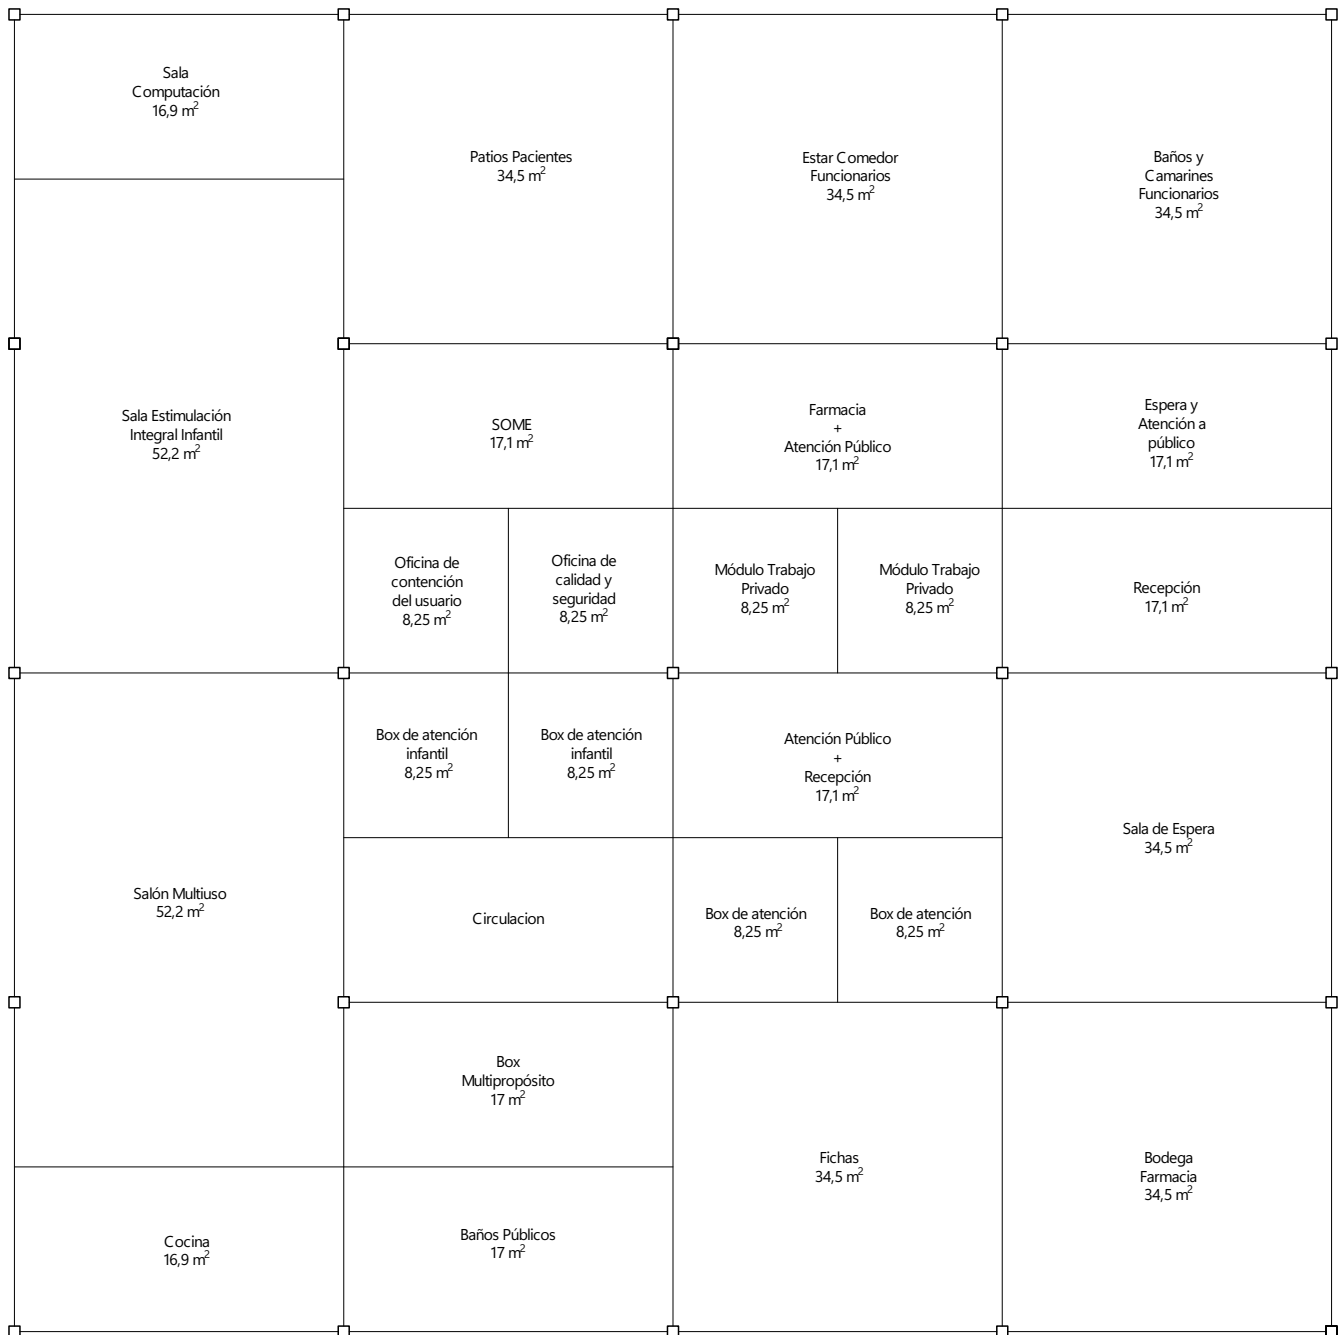 Sala
Computación
16,9 m²
Patios Pacientes
34,5 m²
Estar Comedor
Funcionarios
34,5 m²
Baños y
Camarines
Funcionarios
34,5 m²
Sala Estimulación
Integral Infantil
52,2 m²
SOME
17,1 m²
Farmacia
+
Atención Público
17,1 m²
Espera y
Atención a
público
17,1 m²
Oficina de
contención
del usuario
8,25 m²
Oficina de
calidad y
seguridad
8,25 m²
Módulo Trabajo
Privado
8,25 m²
Módulo Trabajo
Privado
8,25 m²
Recepción
17,1 m²
Box de atención
infantil
8,25 m²
Box de atención
infantil
8,25 m²
Atención Público
+
Recepción
17,1 m²
Sala de Espera
34,5 m²
Salón Multiuso
52,2 m²
Circulacion
Box de atención
8,25 m²
Box de atención
8,25 m²
Box
Multipropósito
17 m²
Fichas
34,5 m²
Bodega
Farmacia
34,5 m²
Cocina
16,9 m²
Baños Públicos
17 m²